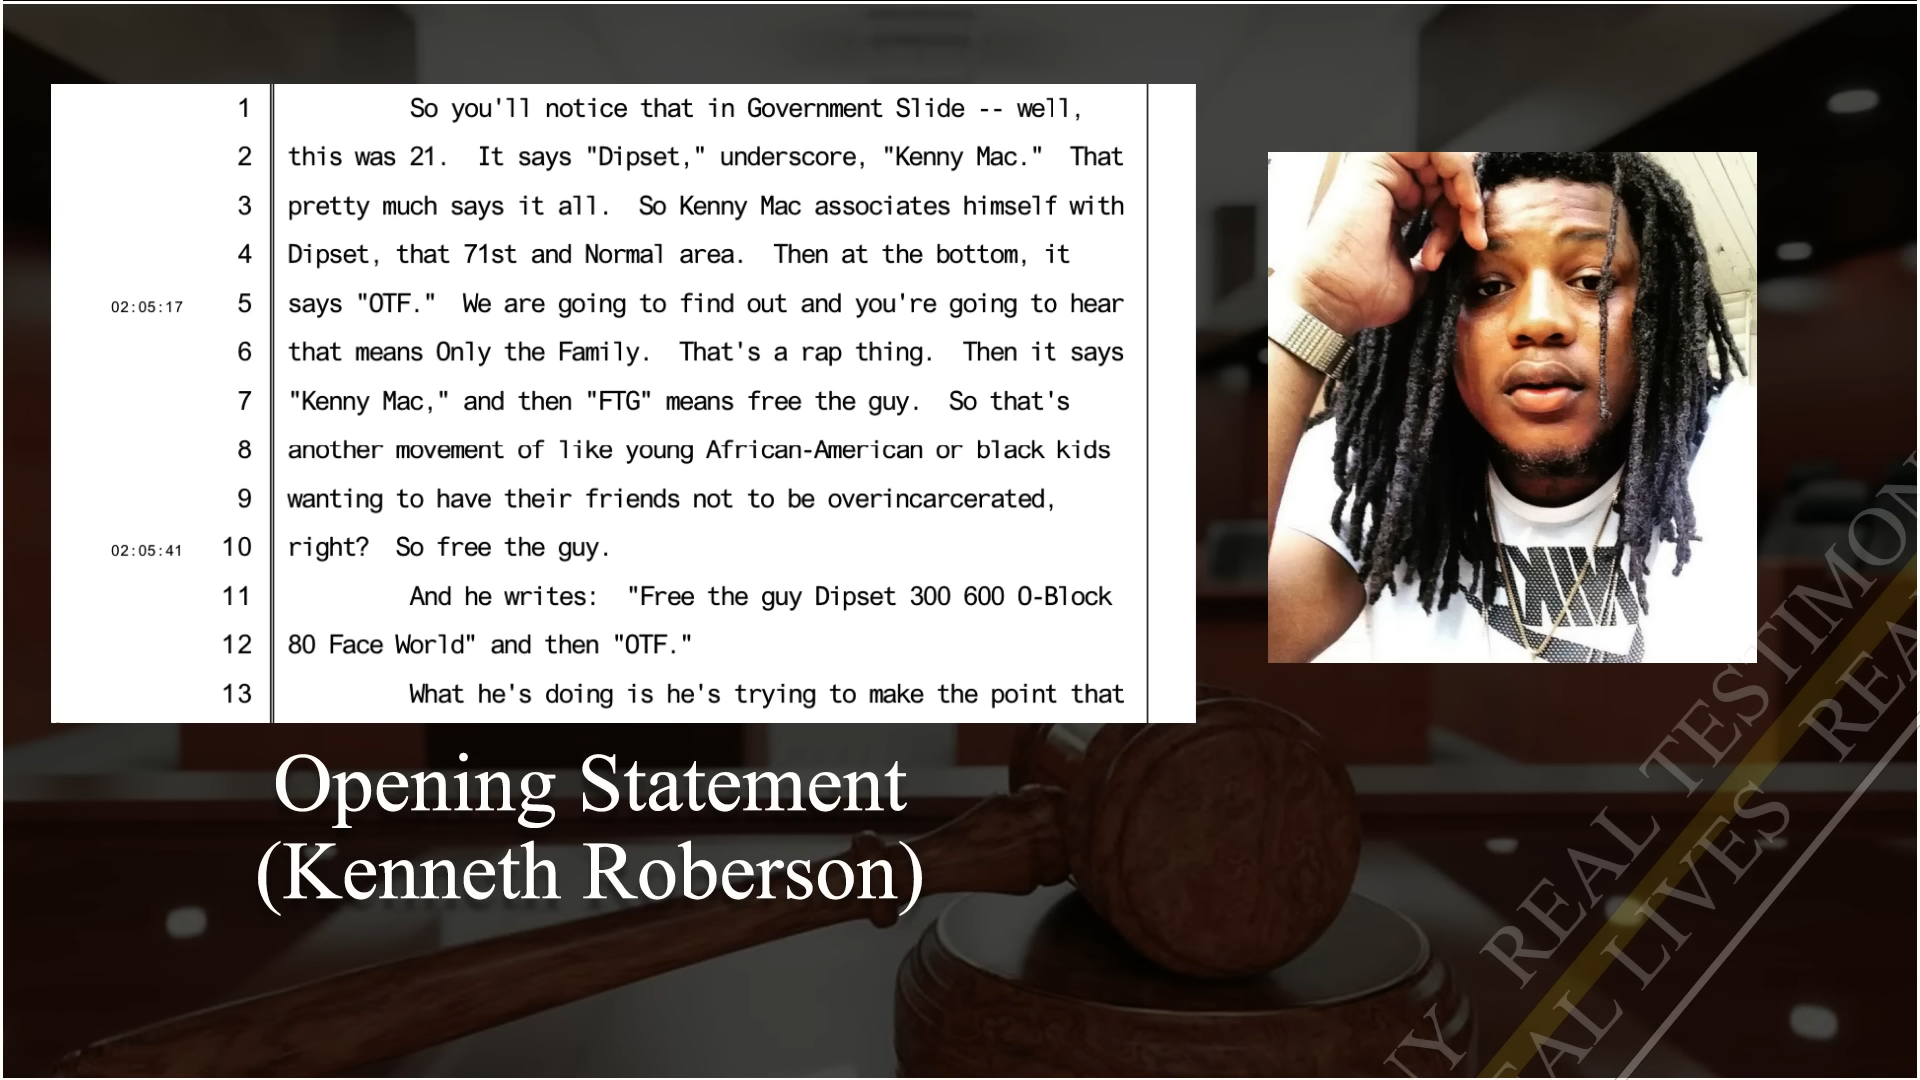 1 So you'll notice that in Government Slide -- well,
2 this was 21. It says "Dipset," underscore, "Kenny Mac." That
3 pretty much says it all. So Kenny Mac associates himself with
4 Dipset, that 71st and Normal area. Then at the bottom, it
02:05:17 5 says "OTF." We are going to find out and you're going to hear
6 that means Only the Family. That's a rap thing. Then it says
7 "Kenny Mac," and then "FTG" means free the guy. So that's
8 another movement of like young African-American or black kids
9 wanting to have their friends not to be overincarcerated,
02:05:41 10 right? So free the guy.
11 And he writes: "Free the guy Dipset 300 600 O-Block
12 80 Face World" and then "OTF."
13 What he's doing is he's trying to make the point that
Opening Statement
(Kenneth Roberson)
REAL TESTIMON
REAL LIVES REA